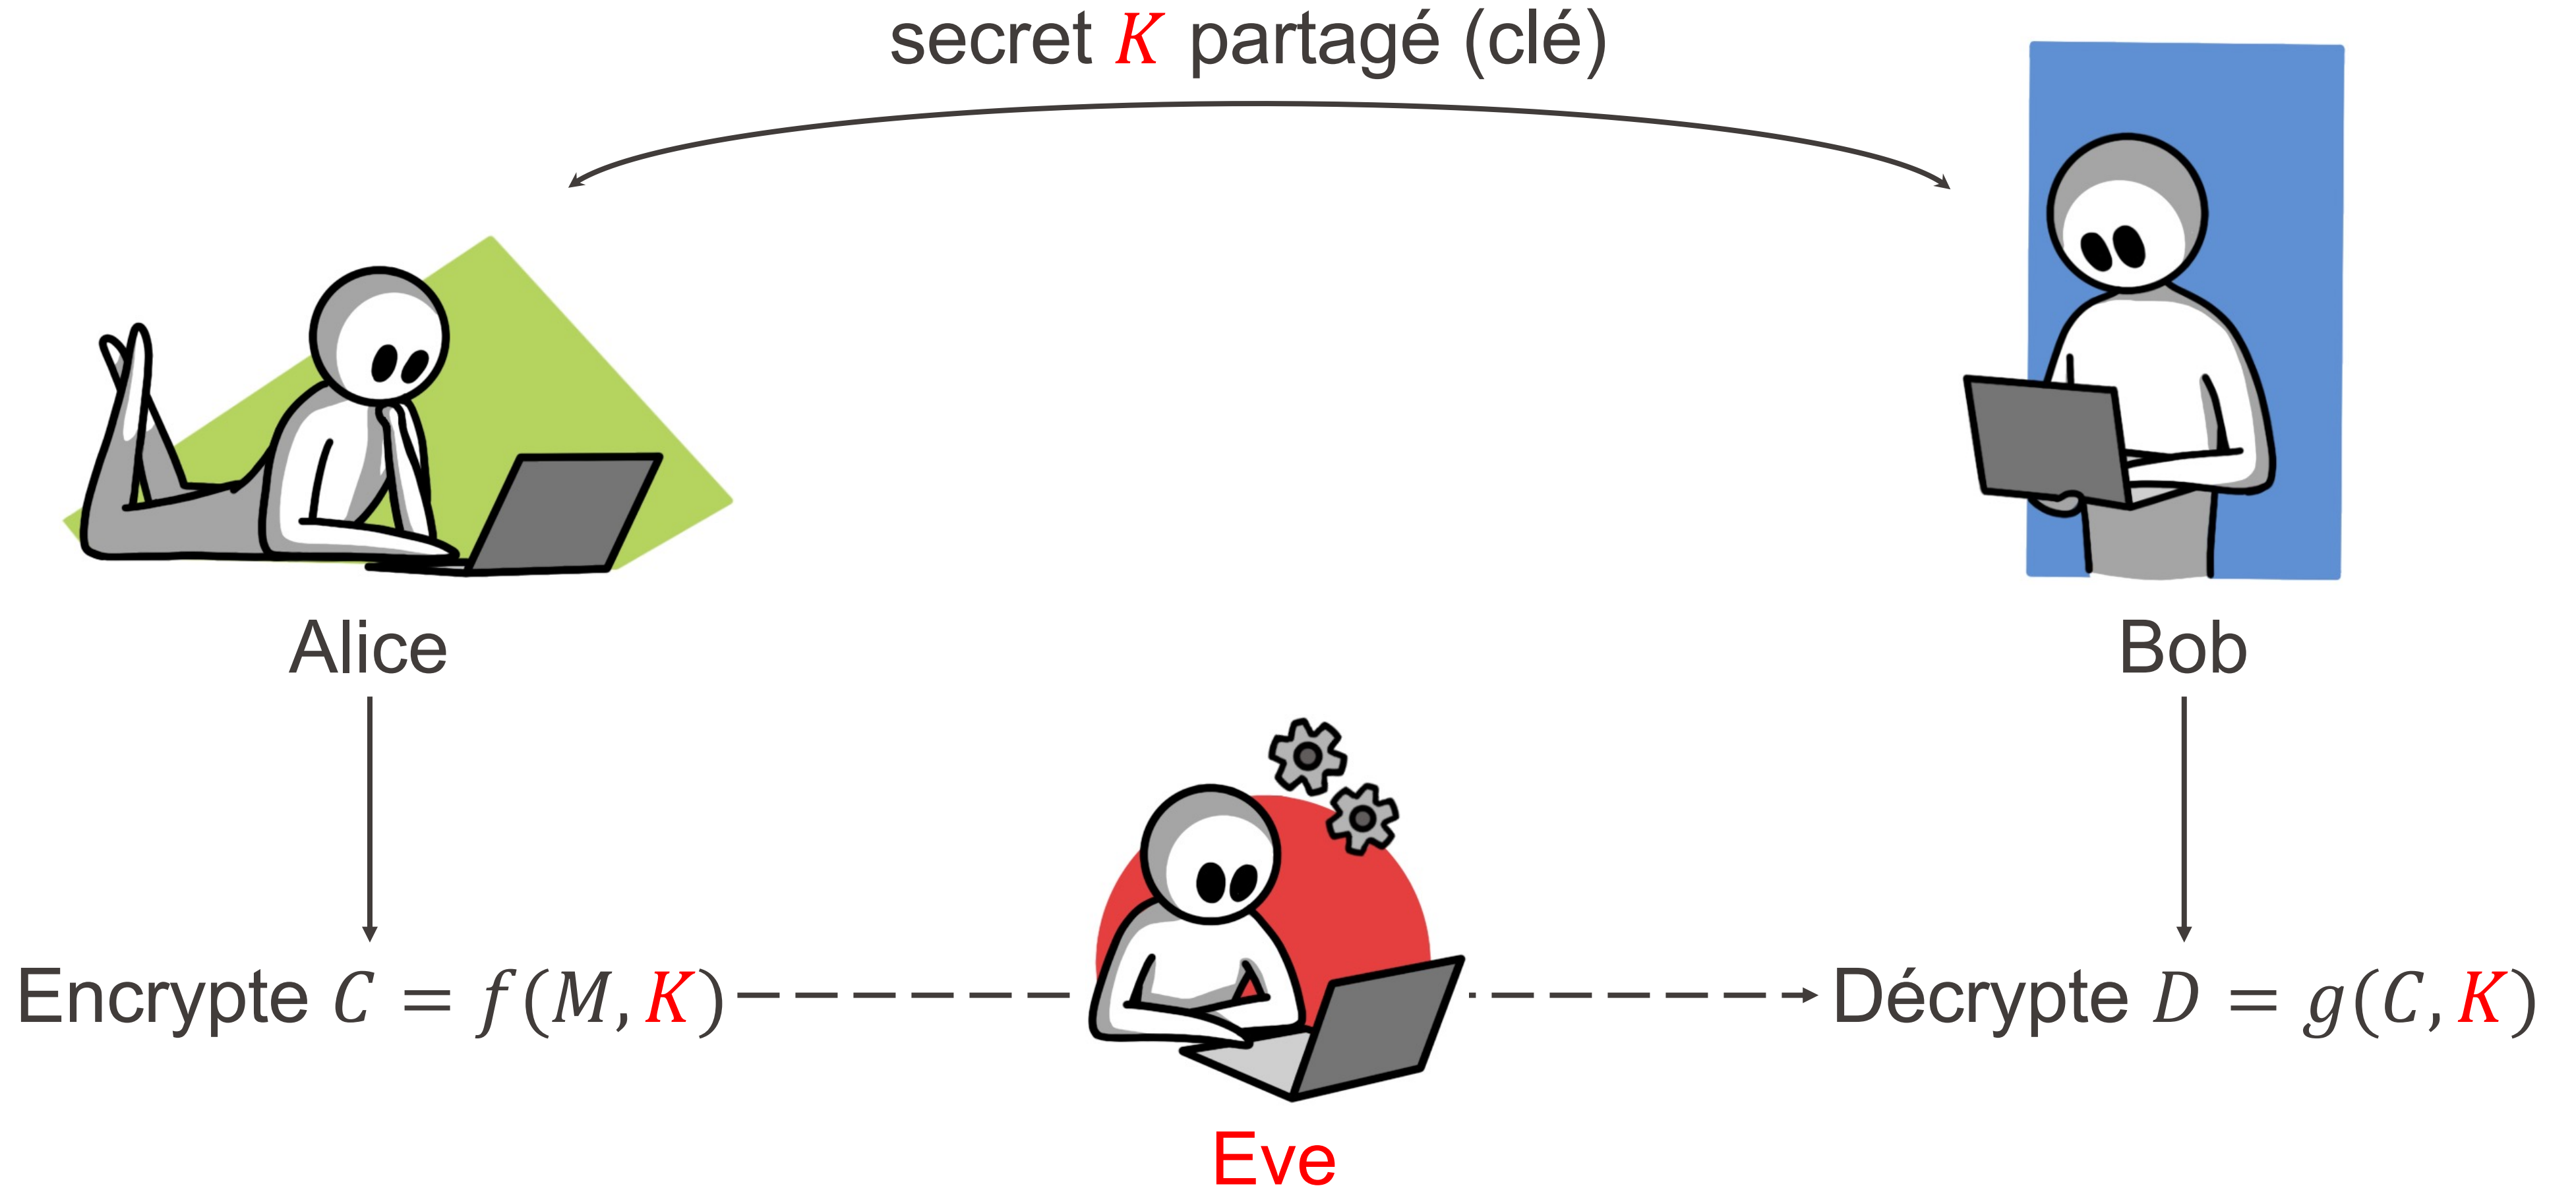 secret K partagé (clé)
Alice
Bob
Encrypte C = f(M, K)
Décrypte D = g(C, K)
Eve